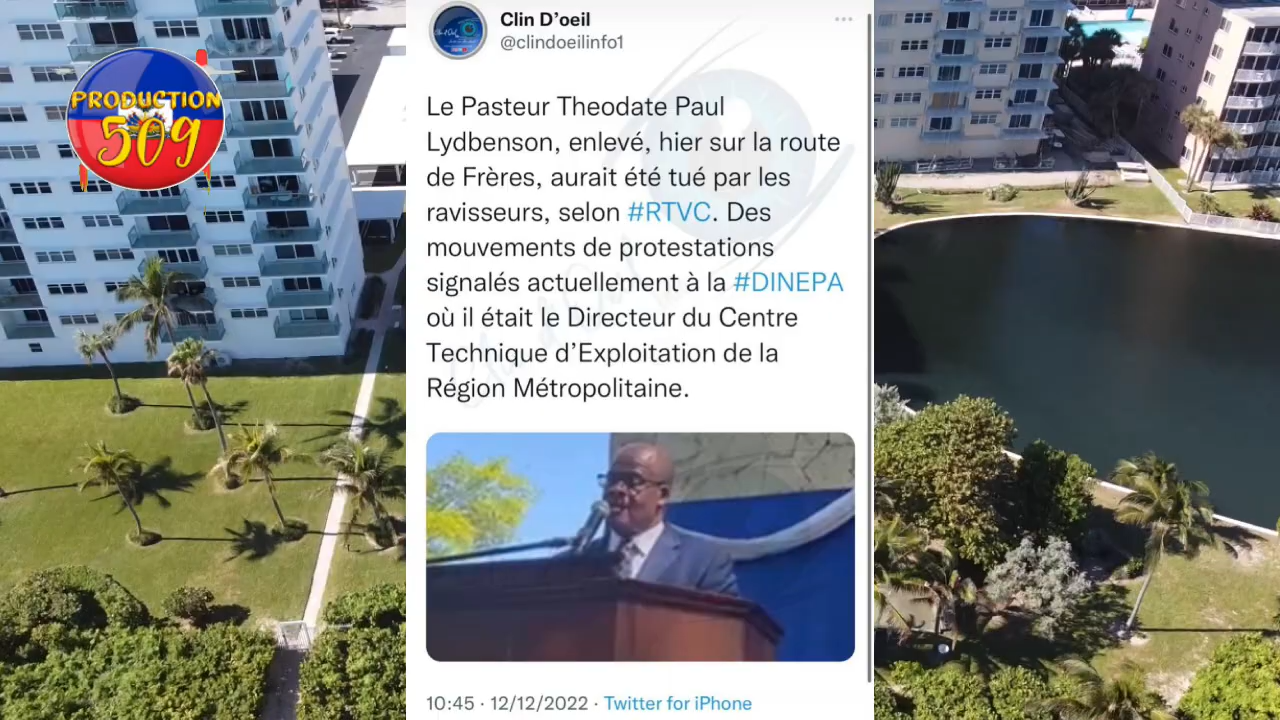 PRODUCTION
509
Clin D’oeil
@clindoeilinfo1
Le Pasteur Theodate Paul
Lydbenson, enlevé, hier sur la route
de Frères, aurait été tué par les
ravisseurs, selon #RTVC. Des
mouvements de protestations
signalés actuellement à la #DINEPA
où il était le Directeur du Centre
Technique d’Exploitation de la
Région Métropolitaine.
10:45 · 12/12/2022 · Twitter for iPhone